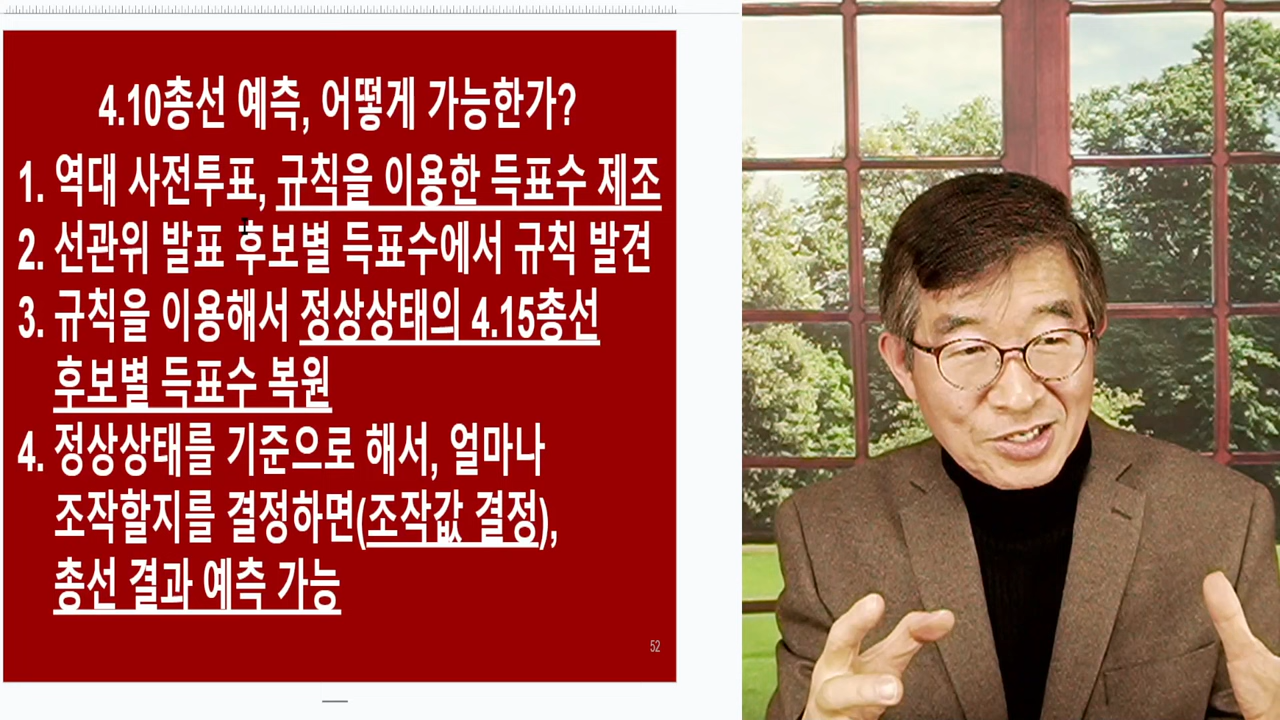 4.10총선 예측, 어떻게 가능한가?
1. 역대 사전투표, 규칙을 이용한 득표수 제조
2. 선관위 발표 후보별 득표수에서 규칙 발견
3. 규칙을 이용해서 정상상태의 4.15총선
후보별 득표수 복원
4. 정상상태를 기준으로 해서, 얼마나
조작할지를 결정하면(조작값 결정),
총선 결과 예측 가능
52